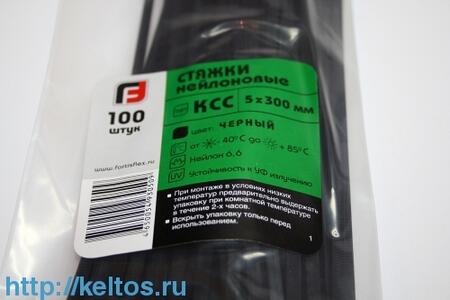 СТЯЖКИ
НЕЙЛОНОВЫЕ
КСС 5х300 мм
100
штук
цвет: ЧЕРНЫЙ
от -40°С до +85°С
Нейлон 6.6
UV Устойчивость к УФ излучению
www.fortisflex.ru
При монтаже в условиях низких
температур предварительно выдержать
упаковку при комнатной температуре
в течение 2-х часов.
Вскрыть упаковку только перед
использованием.
1
http://keltos.ru